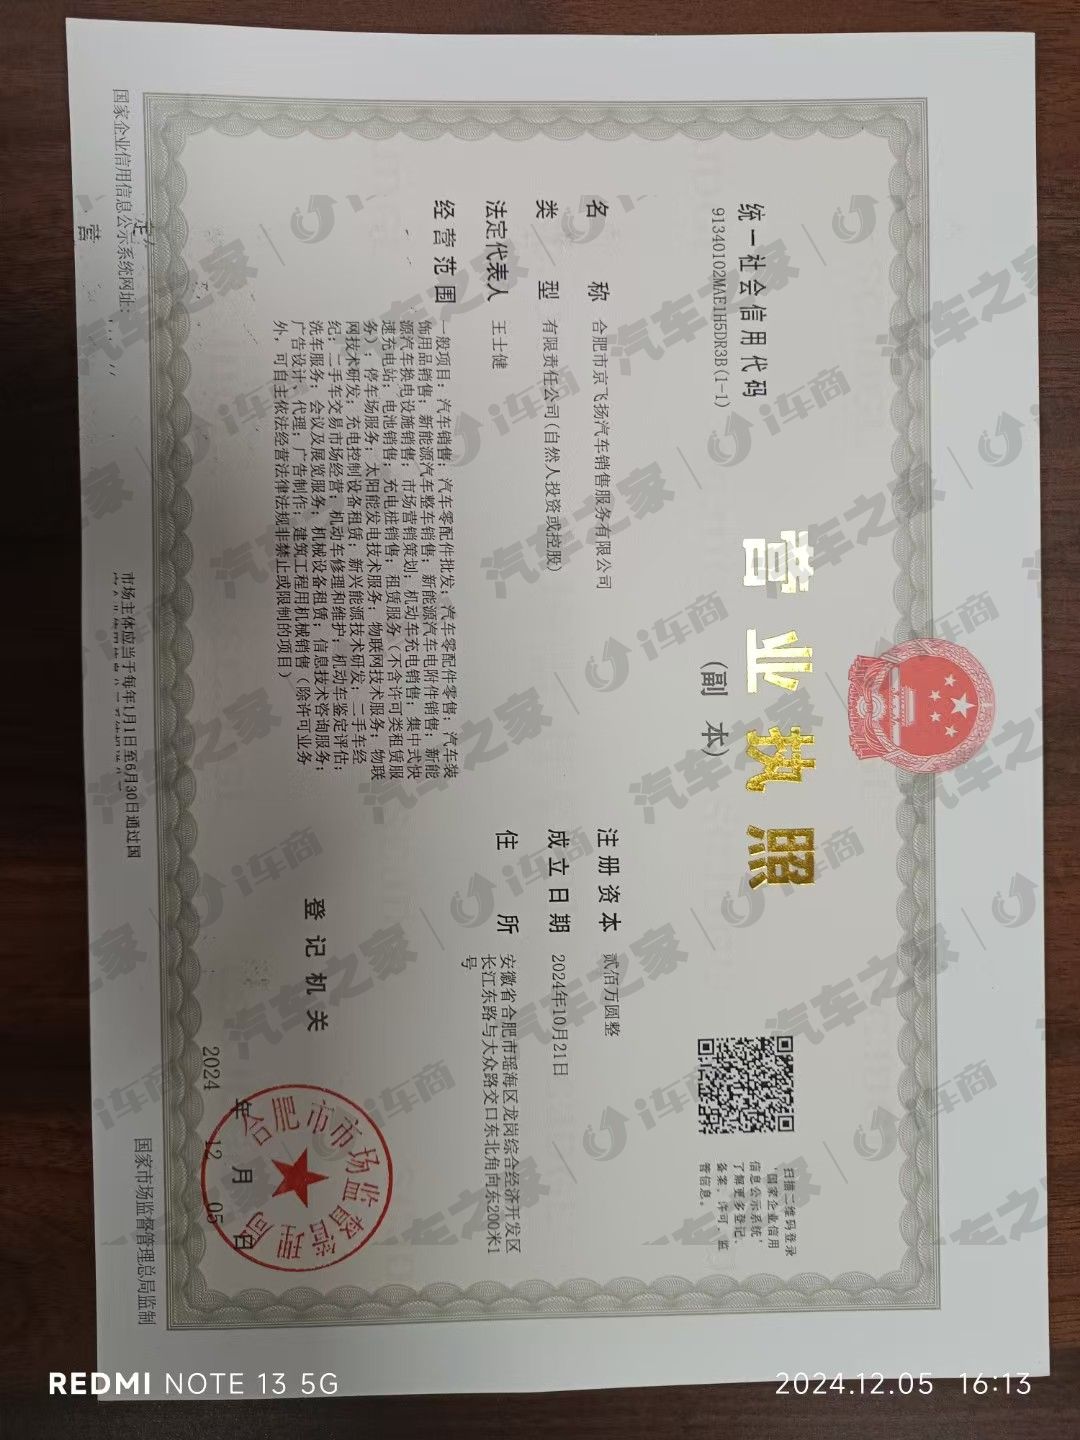 营业执照
(副 本)
统一社会信用代码
91340102MAE1H5DR3B(1-1)
扫描二维码登录
‘国家企业信用
信息公示系统’
了解更多登记、
备案、许可、监
管信息。
名 称 合肥市京飞扬汽车销售服务有限公司
类 型 有限责任公司(自然人投资或控股)
法定代表人 王士健
经营范围 一般项目：汽车销售；汽车零配件批发；汽车零配件零售；汽车装
饰用品销售；新能源汽车整车销售；新能源汽车电附件销售；新能
源汽车换电设施销售；市场营销策划；机动车充电销售；集中式快
速充电站；电池销售；充电桩销售；租赁服务（不含许可类租赁服
务）；停车场服务；太阳能发电技术服务；物联网技术服务；物联
网技术研发；充电控制设备租赁；新兴能源技术研发；二手车经
纪；二手车交易市场经营；机动车修理和维护；机动车鉴定评估；
洗车服务；会议及展览服务；机械设备租赁；信息技术咨询服务；
广告设计、代理；广告制作；建筑工程用机械销售（除许可业务
外，可自主依法经营法律法规非禁止或限制的项目）
注册资本 贰佰万圆整
成立日期 2024年10月21日
住 所 安徽省合肥市瑶海区龙岗综合经济开发区
长江东路与大众路交口东北角向东200米1
号
登记机关
合肥市市场监督管理局
2024 年 12 月 05 日
国家企业信用信息公示系统网址：
市场主体应当于每年1月1日至6月30日通过国
国家市场监督管理总局监制
汽车之家 i车商
REDMI NOTE 13 5G
2024.12.05 16:13